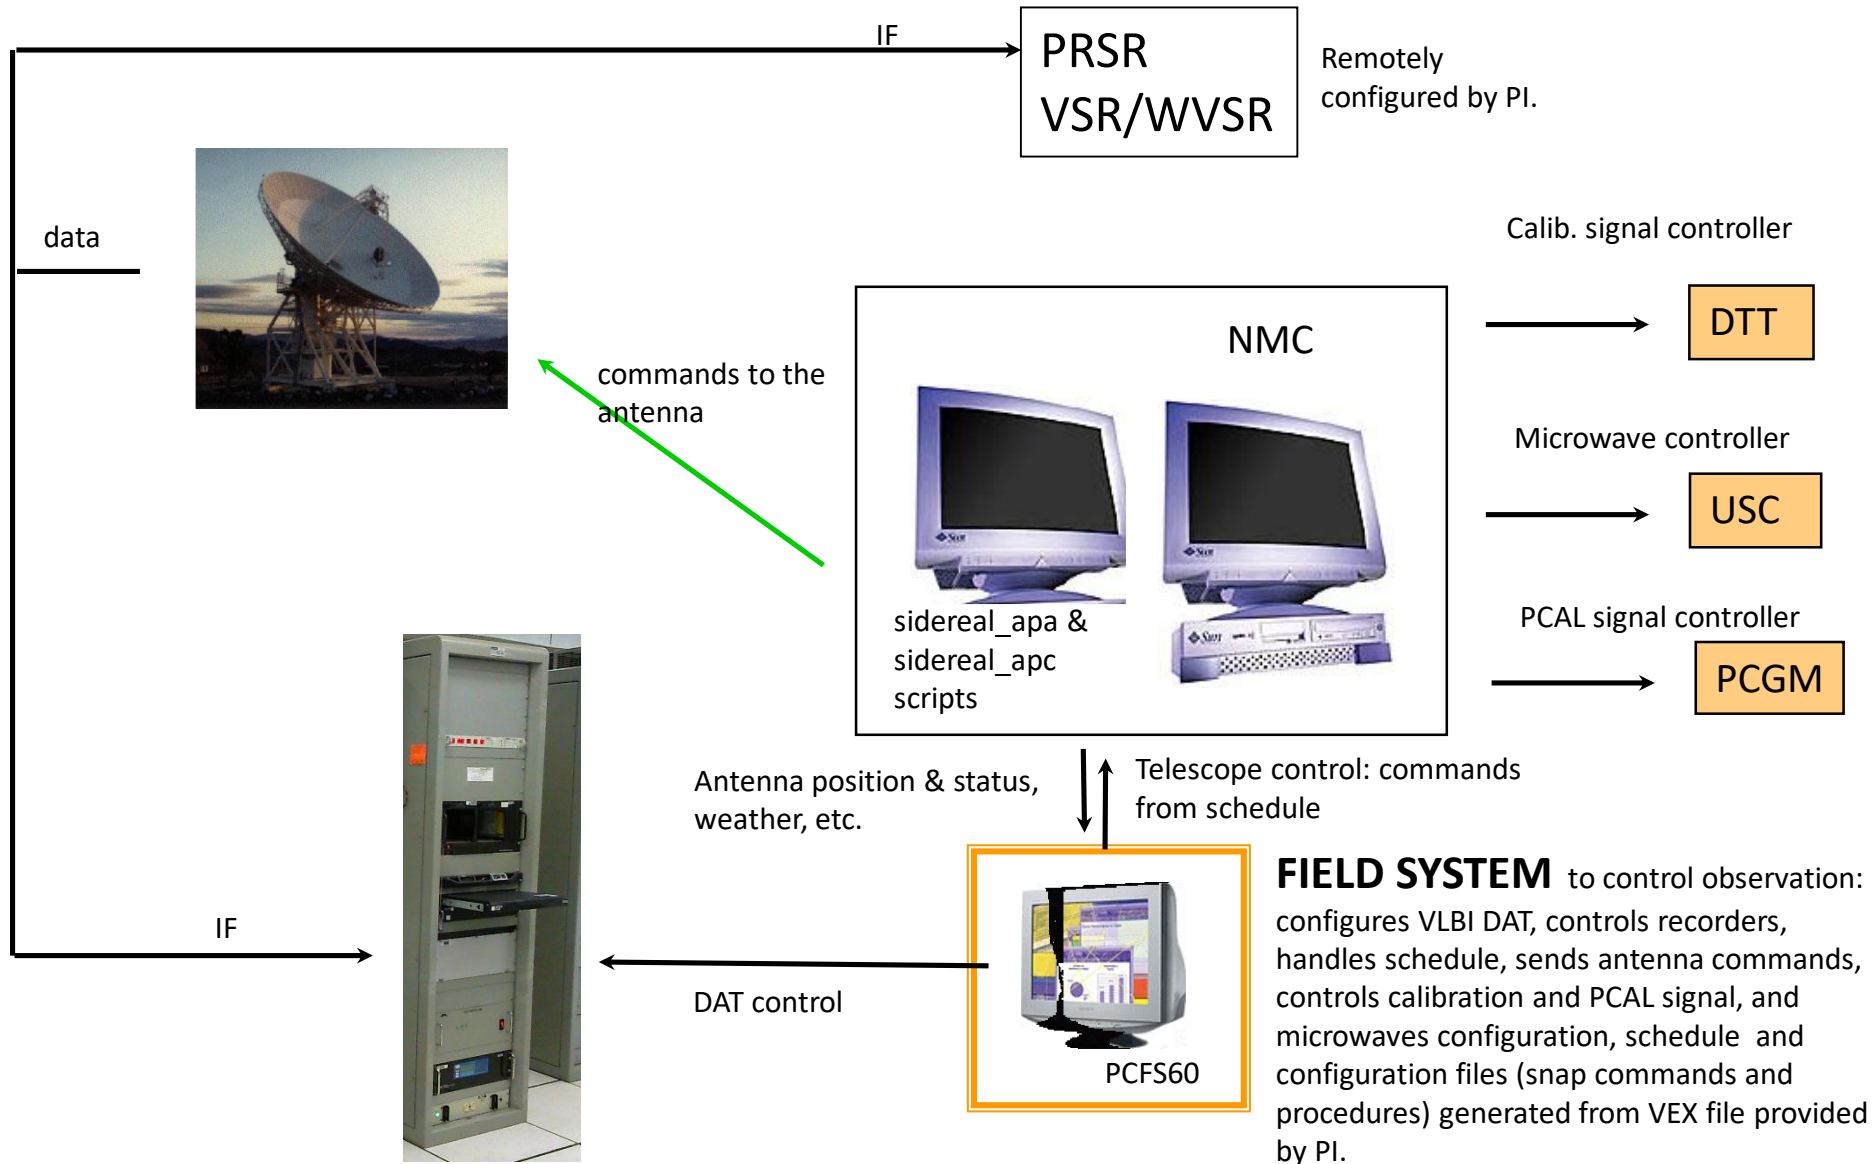 IF
PRSR
VSR/WVSR
Remotely
configured by PI.
data
Calib. signal controller
DTT
NMC
commands to the
antenna
Microwave controller
USC
Sun
Sun
sidereal_apa &
sidereal_apc
scripts
Sun
PCAL signal controller
PCGM
Antenna position & status,
weather, etc.
Telescope control: commands
from schedule
IF
DAT control
PCFS60
FIELD SYSTEM to control observation:
configures VLBI DAT, controls recorders,
handles schedule, sends antenna commands,
controls calibration and PCAL signal, and
microwaves configuration, schedule and
configuration files (snap commands and
procedures) generated from VEX file provided
by PI.